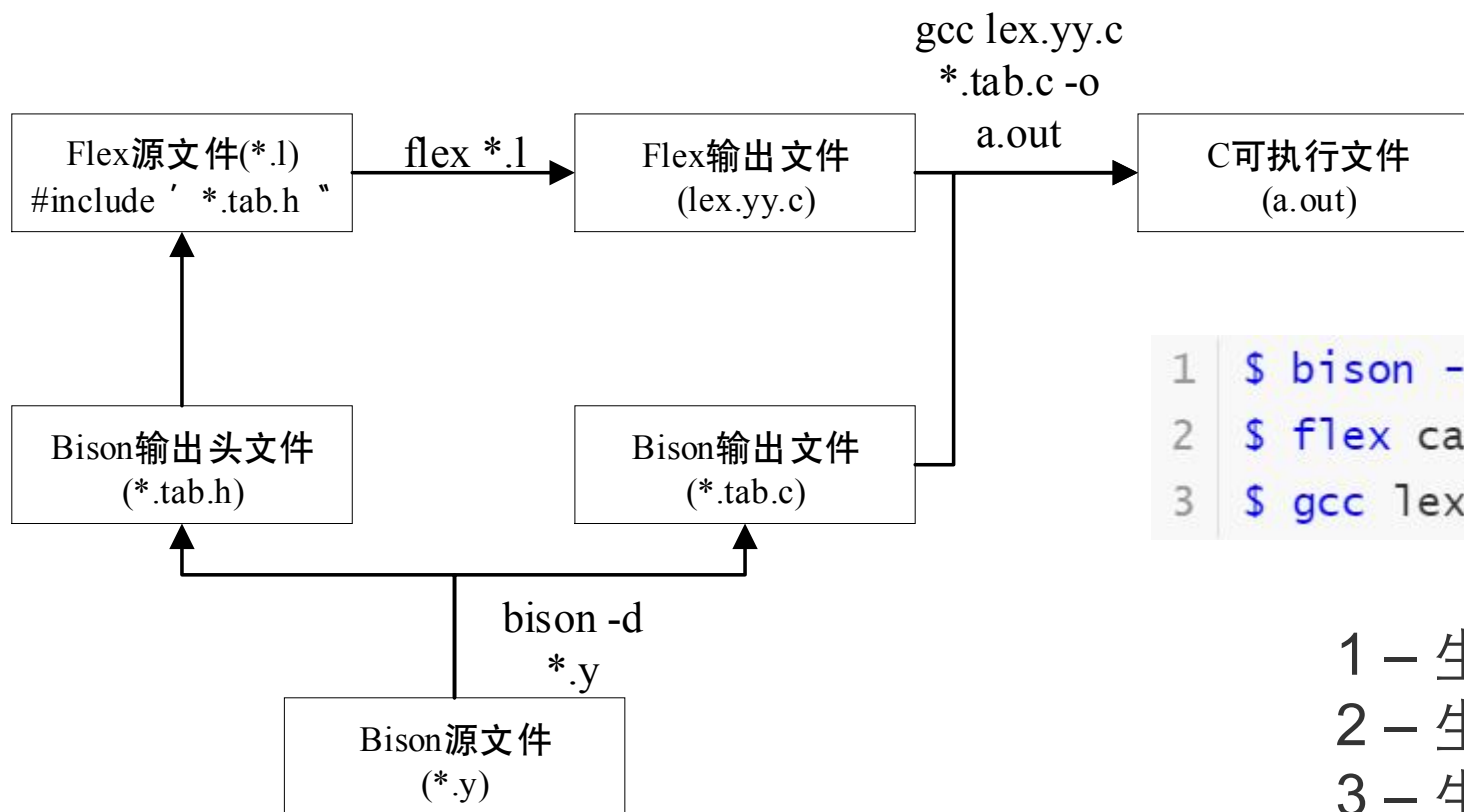 gcc lex.yy.c
*.tab.c -o
a.out
Flex源文件(*.l)
#include ′ *.tab.h ‶
flex *.l
Flex输出文件
(lex.yy.c)
C可执行文件
(a.out)
Bison输出头文件
(*.tab.h)
Bison输出文件
(*.tab.c)
1 $ bison -
2 $ flex ca
3 $ gcc lex
bison -d
*.y
Bison源文件
(*.y)
1 – 生
2 – 生
3 – 生